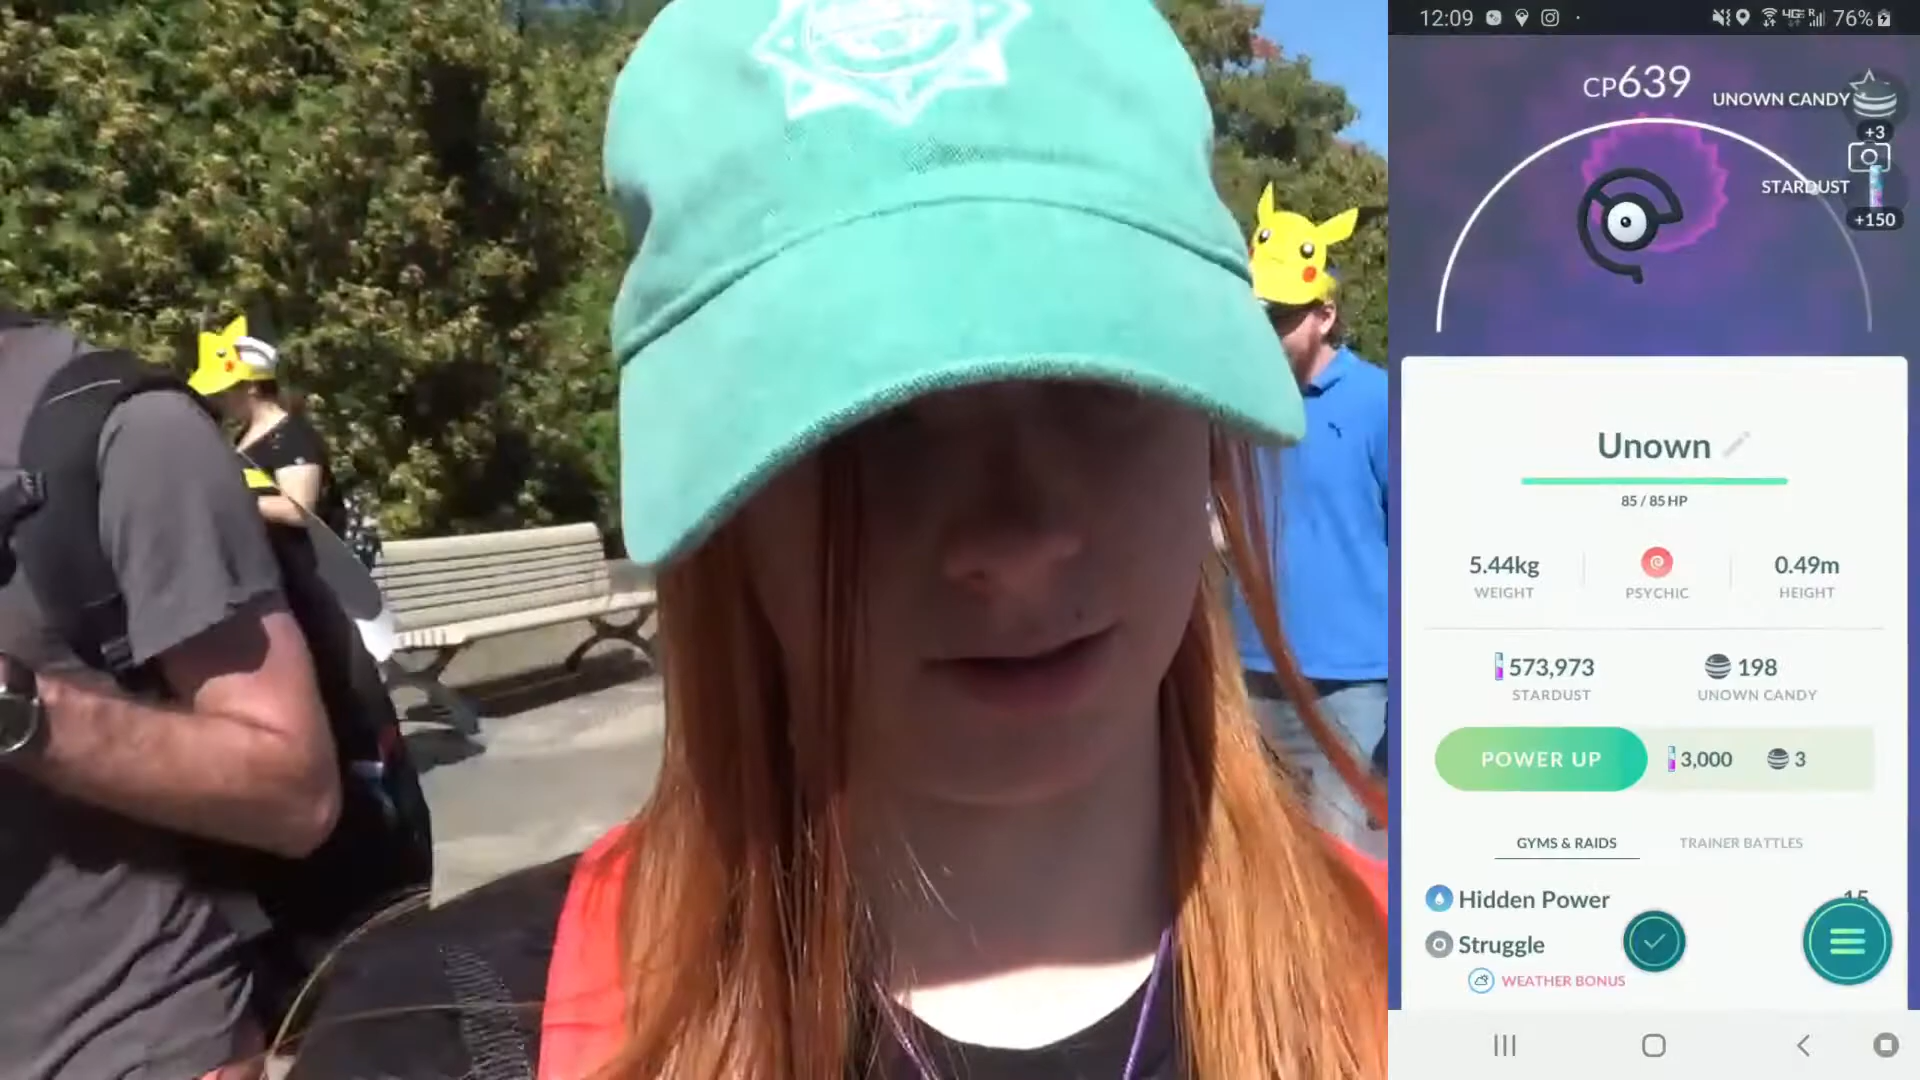 12:09
4GE R 76%
CP639
UNOWN CANDY
+3
STARDUST
+150
Unown
85 / 85 HP
5.44kg
WEIGHT
PSYCHIC
0.49m
HEIGHT
573,973
STARDUST
198
UNOWN CANDY
POWER UP
3,000
3
GYMS & RAIDS
TRAINER BATTLES
Hidden Power
15
Struggle
WEATHER BONUS